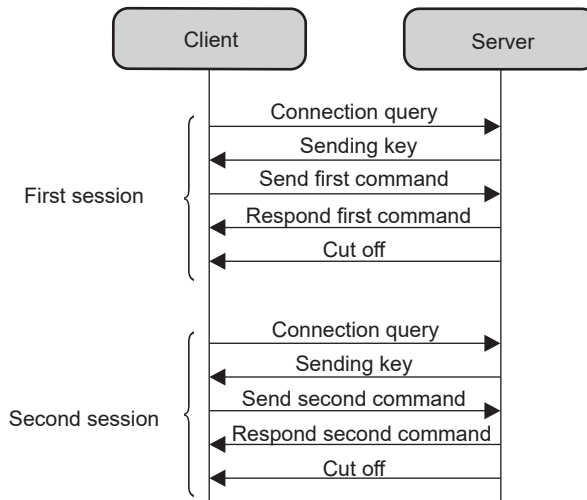 Client
Server
Connection query
Sending key
Send first command
First session
Respond first command
Cut off
Connection query
Sending key
Send second command
Second session
Respond second command
Cut off